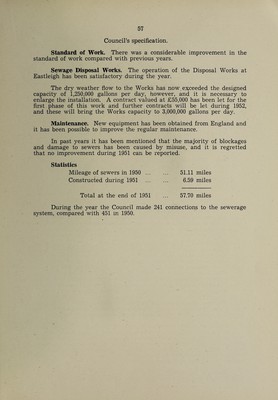 57
Council's specification.
Standard of Work. There was a considerable improvement in the
standard of work compared with previous years.
Sewage Disposal Works. The operation of the Disposal Works at
Eastleigh has been satisfactory during the year.
The dry weather flow to the Works has now exceeded the designed
capacity of 1,250,000 gallons per day, however, and it is necessary to
enlarge the installation. A contract valued at £55,000 has been let for the
first phase of this work and further contracts will be let during 1952,
and these will bring the Works capacity to 3,000,000 gallons per day.
Maintenance. New equipment has been obtained from England and
it has been possible to improve the regular maintenance.
In past years it has been mentioned that the majority of blockages
and damage to sewers has been caused by misuse, and it is regretted
that no improvement during 1951 can be reported.
Statistics
Mileage of sewers in 1950 ... ... 51.11 miles
Constructed during 1951 ... ... 6.59 miles
Total at the end of 1951 ... 57.70 miles
During the year the Council made 241 connections to the sewerage
system, compared with 451 in 1950.